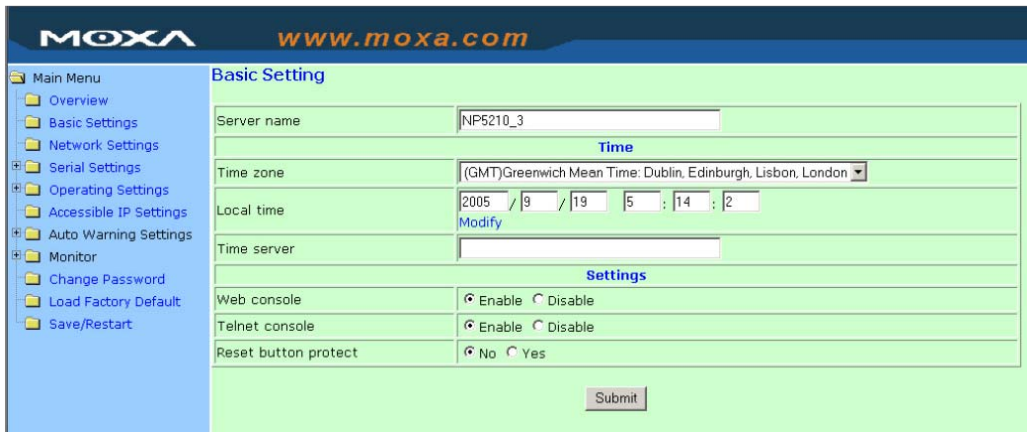 MOXA www.moxa.com
Main Menu
Overview
Basic Settings
Network Settings
Serial Settings
Operating Settings
Accessible IP Settings
Auto Warning Settings
Monitor
Change Password
Load Factory Default
Save/Restart
Basic Setting
Server name NP5210_3
Time
Time zone (GMT)Greenwich Mean Time: Dublin, Edinburgh, Lisbon, London
Local time 2005 / 9 / 19 5 : 14 : 2
Modify
Time server
Settings
Web console Enable Disable
Telnet console Enable Disable
Reset button protect No Yes
Submit